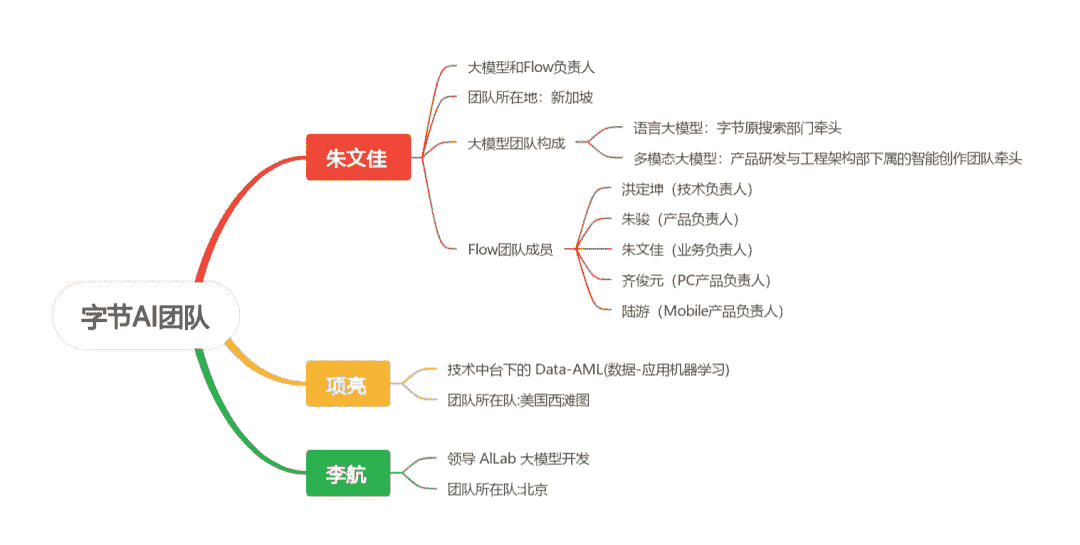 字节AI团队
朱文佳
大模型和Flow负责人
团队所在地：新加坡
大模型团队构成
语言大模型：字节原搜索部门牵头
多模态大模型：产品研发与工程架构部下属的智能创作团队牵头
Flow团队成员
洪定坤（技术负责人）
朱骏（产品负责人）
朱文佳（业务负责人）
齐俊元（PC产品负责人）
陆游（Mobile产品负责人）
项亮
技术中台下的 Data-AML(数据-应用机器学习)
团队所在队:美国西滩图
李航
领导 AILab 大模型开发
团队所在队:北京